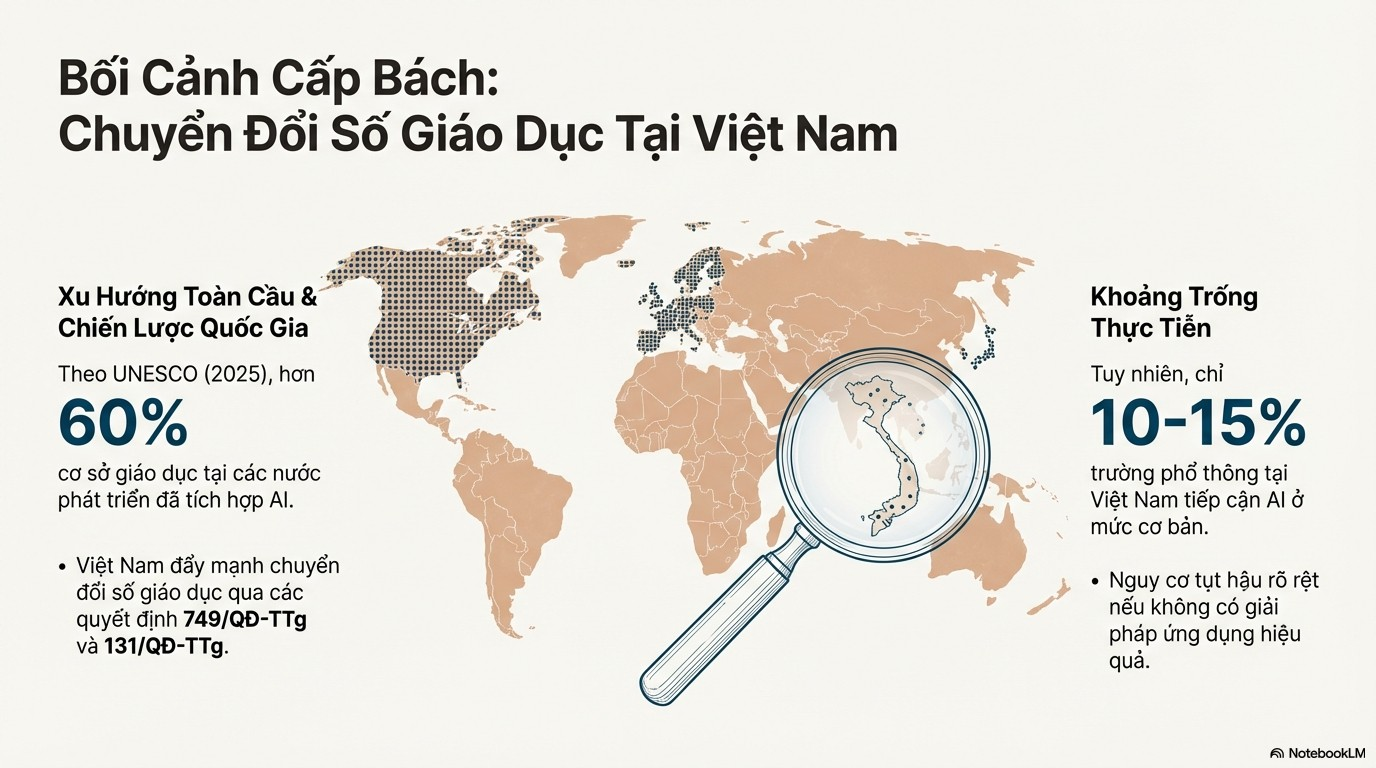 Bối Cảnh Cấp Bách:
Chuyển Đổi Số Giáo Dục Tại Việt Nam
Xu Hướng Toàn Cầu &
Chiến Lược Quốc Gia
Theo UNESCO (2025), hơn
60%
cơ sở giáo dục tại các nước
phát triển đã tích hợp AI.
• Việt Nam đẩy mạnh chuyển
đổi số giáo dục qua các
quyết định 749/QĐ-TTg
và 131/QĐ-TTg.
Khoảng Trống
Thực Tiễn
Tuy nhiên, chỉ
10-15%
trường phổ thông tại
Việt Nam tiếp cận AI ở
mức cơ bản.
• Nguy cơ tụt hậu rõ rệt
nếu không có giải
pháp ứng dụng hiệu
quả.
NotebookLM